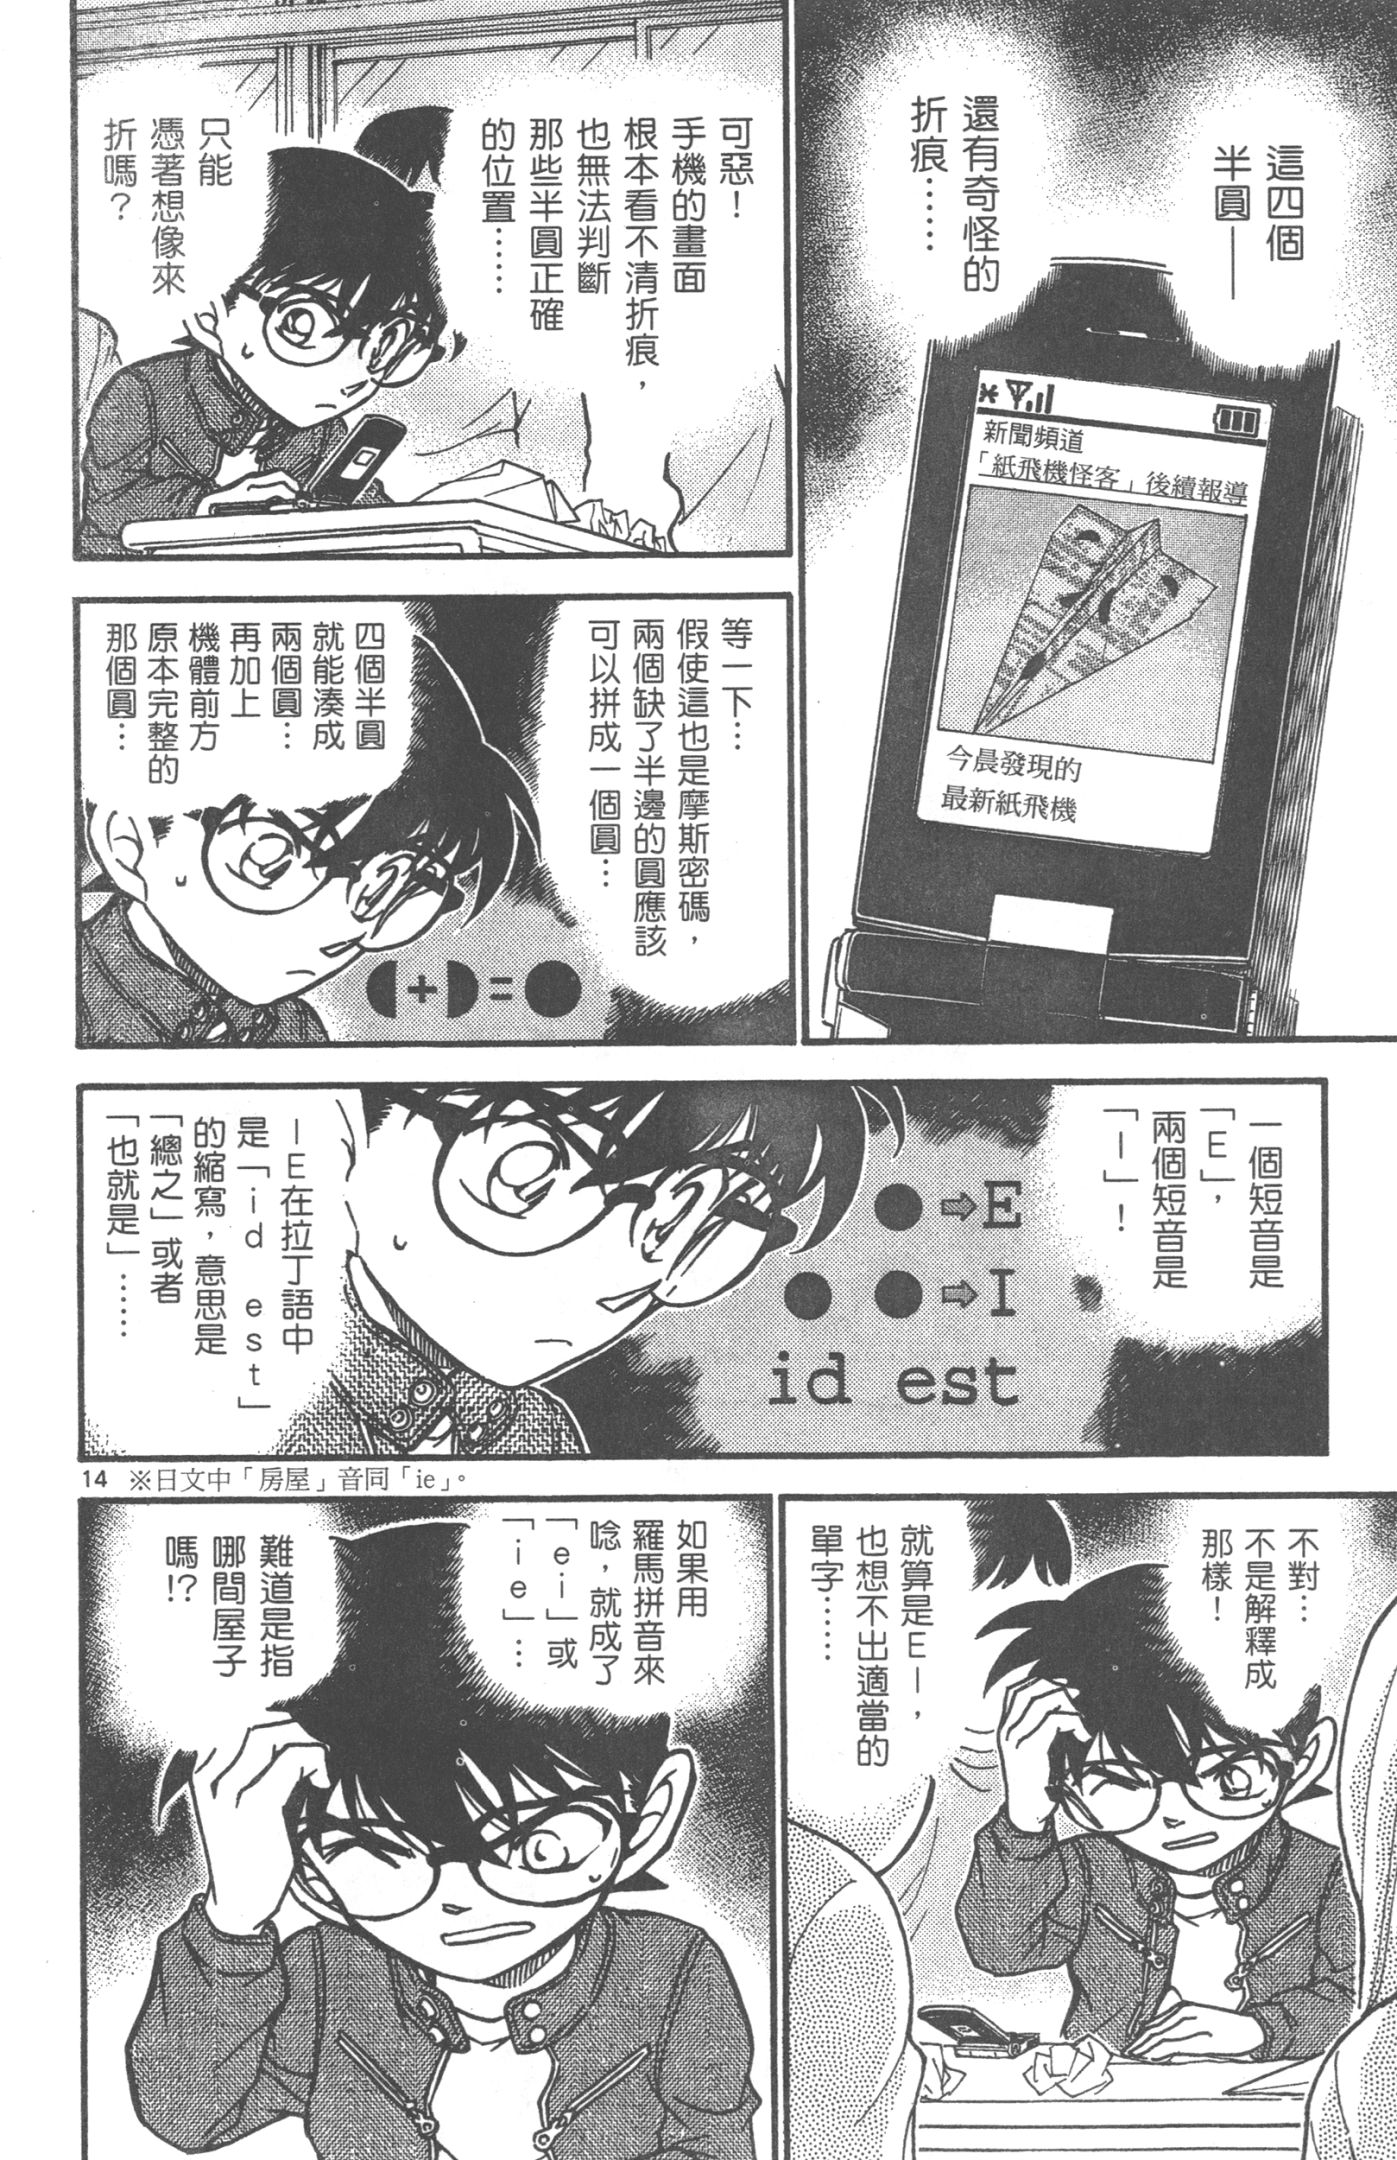 這四個
半圓——
還有奇怪的
折痕……
新聞頻道
「紙飛機怪客」後續報導
今晨發現的
最新紙飛機
可惡！
手機的畫面
根本看不清折痕，
也無法判斷
那些半圓正確
的位置……
只能
憑著想像來
折嗎？
等一下…
假使這也是摩斯密碼，
兩個缺了半邊的圓應該
可以拼成一個圓…
四個半圓
就能湊成
兩個圓…
再加上
機體前方
原本完整的
那個圓…
+ =
一個短音是
「E」，
兩個短音是
「I」！
⇨E
⇨I
id est
IE在拉丁語中
是「id est」
的縮寫，意思是
「總之」或者
「也就是」……
14 ※日文中「房屋」音同「ie」。
不對…
不是解釋成
那樣！
就算是EI，
也想不出適當的
單字……
如果用
羅馬拼音來
唸，就成了
「ei」或
「ie」…
難道是指
哪間屋子
嗎!?